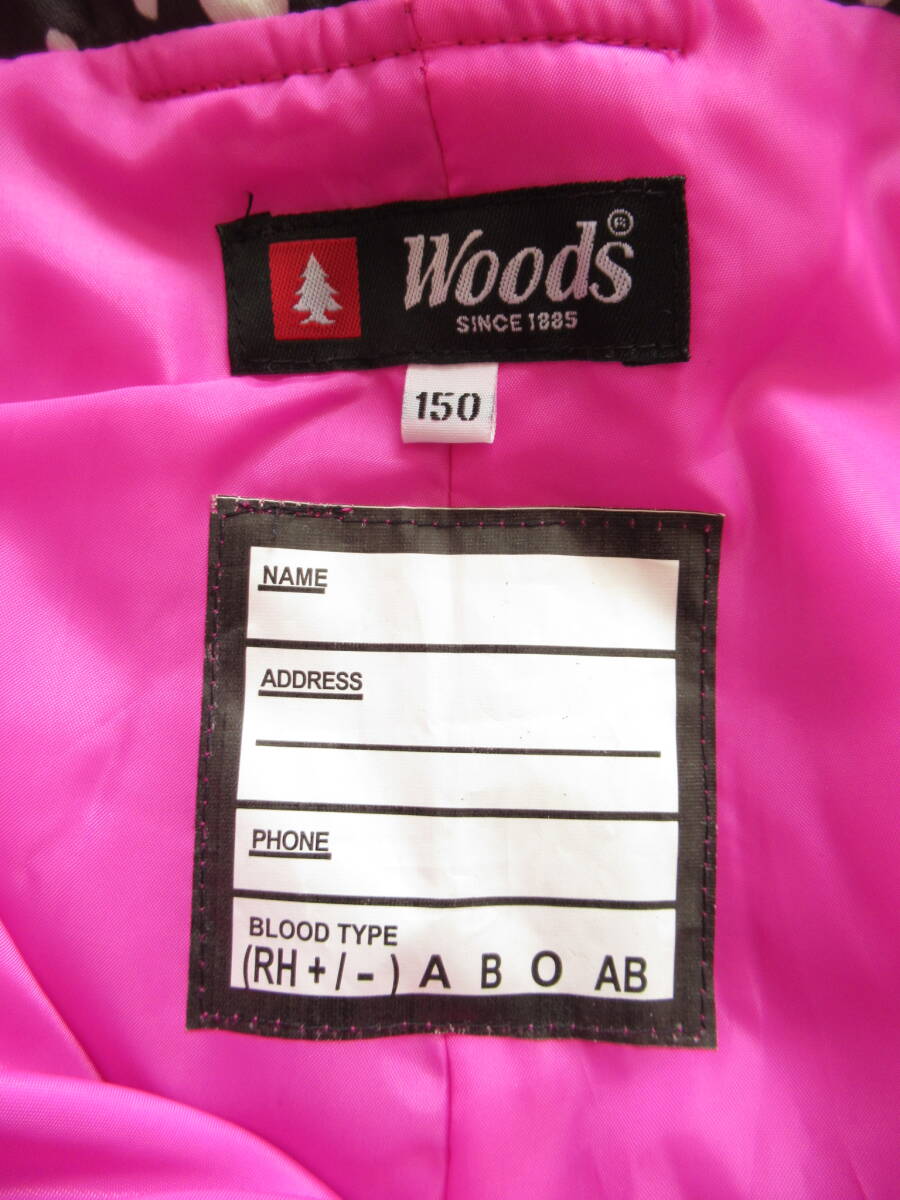 Woods®
SINCE 1885
150
NAME
ADDRESS
PHONE
BLOOD TYPE
(RH +/-) A B O AB